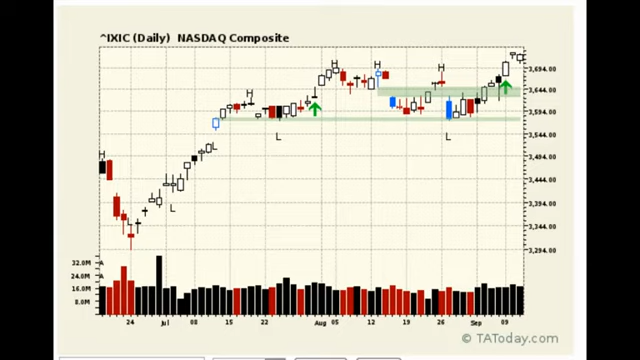 ^IXIC (Daily) NASDAQ Composite
H H H H H
3,694.00
3,644.00
3,594.00
3,544.00
3,494.00
3,444.00
3,394.00
3,344.00
3,294.00
L L L L L
32.0M A
24.0M A
16.0M
8.0M
24 Jul 08 15 22 Aug 05 12 19 26 Sep 09
© TAToday.com